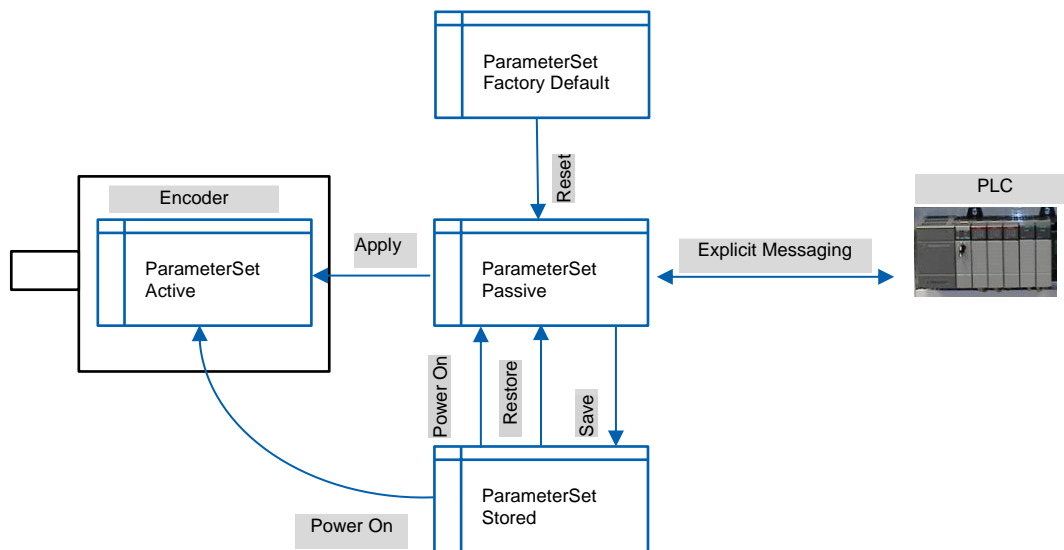 ParameterSet
Factory Default
Reset
Encoder
PLC
ParameterSet
Active
Apply
ParameterSet
Passive
Explicit Messaging
Power On
Restore
Save
ParameterSet
Stored
Power On